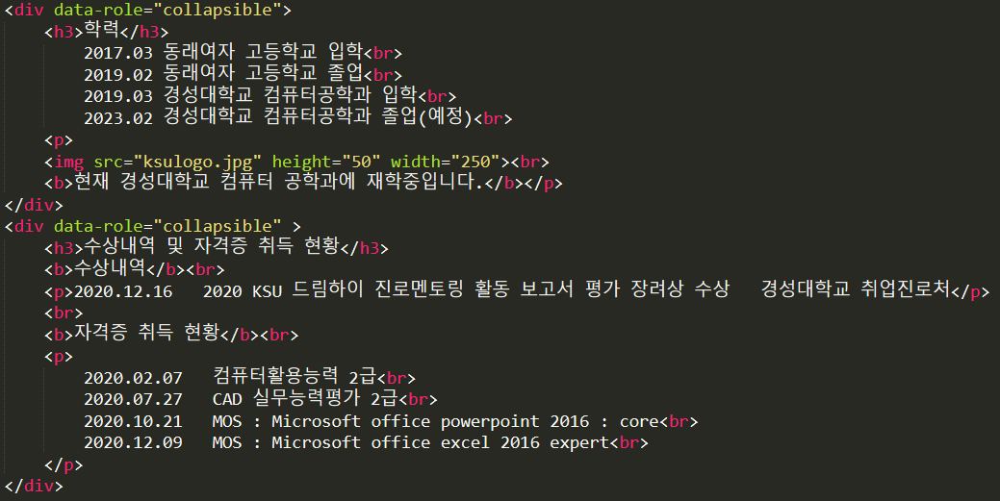 <div data-role="collapsible">
<h3>학력</h3>
2017.03 동래여자 고등학교 입학<br>
2019.02 동래여자 고등학교 졸업<br>
2019.03 경성대학교 컴퓨터공학과 입학<br>
2023.02 경성대학교 컴퓨터공학과 졸업(예정)<br>
<p>
<img src="ksulogo.jpg" height="50" width="250"><br>
<b>현재 경성대학교 컴퓨터 공학과에 재학중입니다.</b></p>
</div>
<div data-role="collapsible" >
<h3>수상내역 및 자격증 취득 현황</h3>
<b>수상내역</b><br>
<p>2020.12.16   2020 KSU 드림하이 진로멘토링 활동 보고서 평가 장려상 수상   경성대학교 취업진로처</p>
<br>
<b>자격증 취득 현황</b><br>
<p>
2020.02.07   컴퓨터활용능력 2급<br>
2020.07.27   CAD 실무능력평가 2급<br>
2020.10.21   MOS : Microsoft office powerpoint 2016 : core<br>
2020.12.09   MOS : Microsoft office excel 2016 expert<br>
</p>
</div>